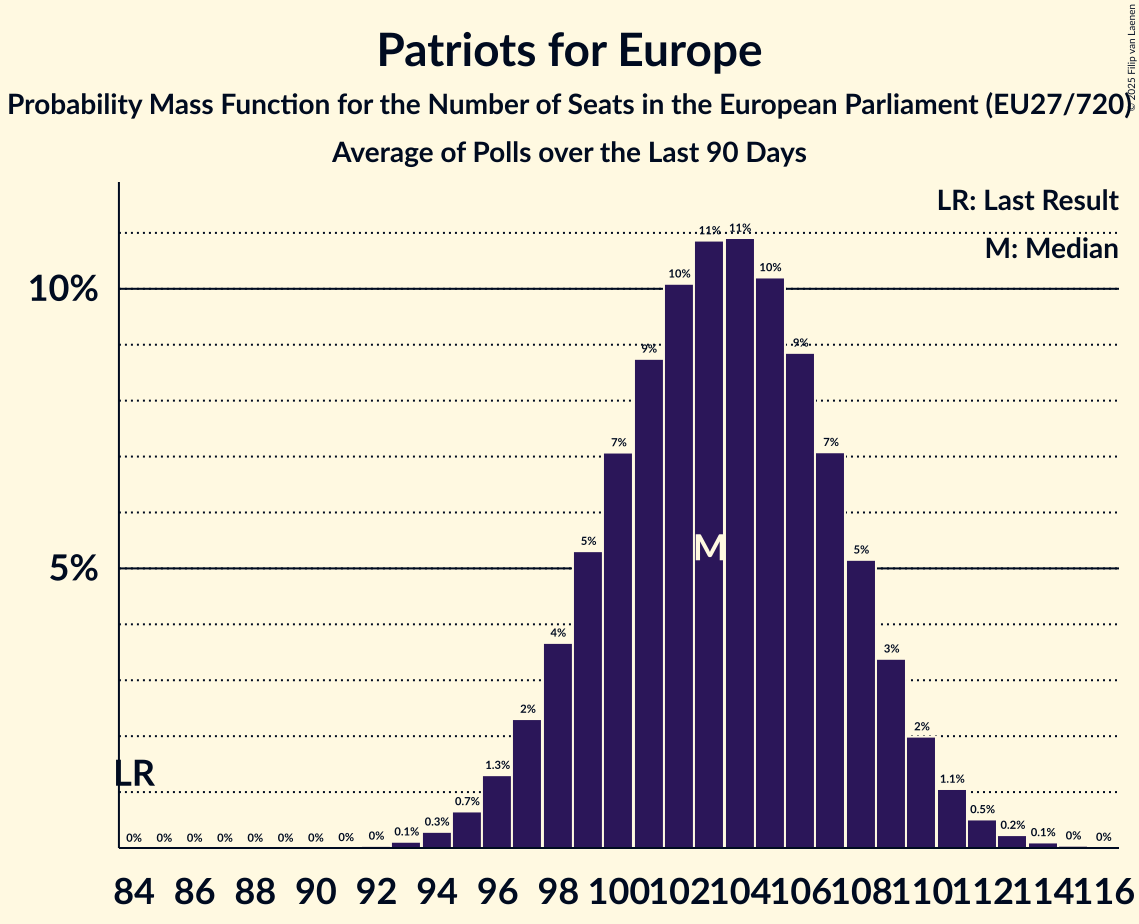 Patriots for Europe
Probability Mass Function for the Number of Seats in the European Parliament (EU27/720)
Average of Polls over the Last 90 Days
© 2025 Filip van Laenen
LR: Last Result
M: Median
10%
5%
LR
M
0% 0% 0% 0% 0% 0% 0% 0% 0% 0.1% 0.3% 0.7% 1.3% 2% 4% 5% 7% 9% 10% 11% 11% 10% 9% 7% 5% 3% 2% 1.1% 0.5% 0.2% 0.1% 0% 0%
84 86 88 90 92 94 96 98 100 102 104 106 108 110 112 114 116